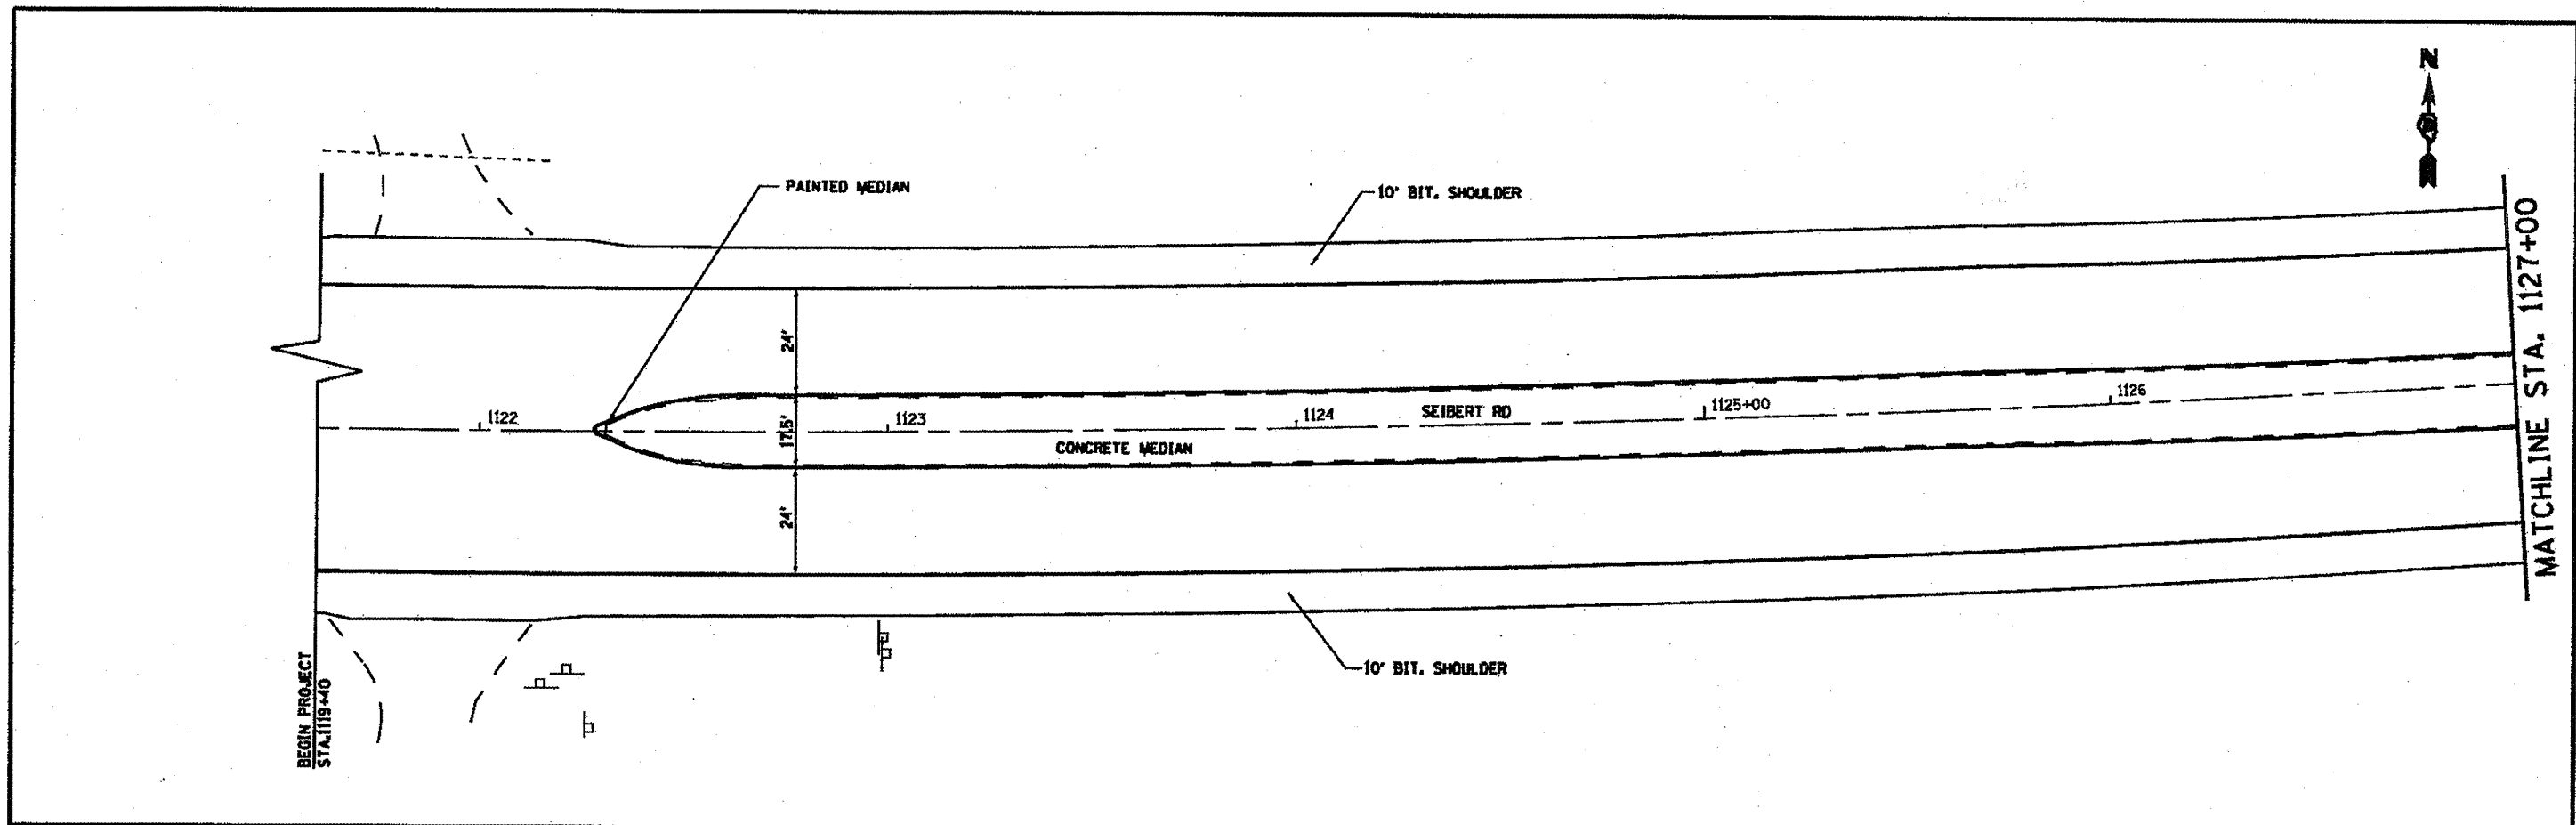 N
PAINTED MEDIAN
10' BIT. SHOULDER
24'
1122
17.5'
1123
1124
SEIBERT RD
1125+00
1126
CONCRETE MEDIAN
24'
10' BIT. SHOULDER
BEGIN PROJECT
STA.1119+40
MATCHLINE STA. 1127+00